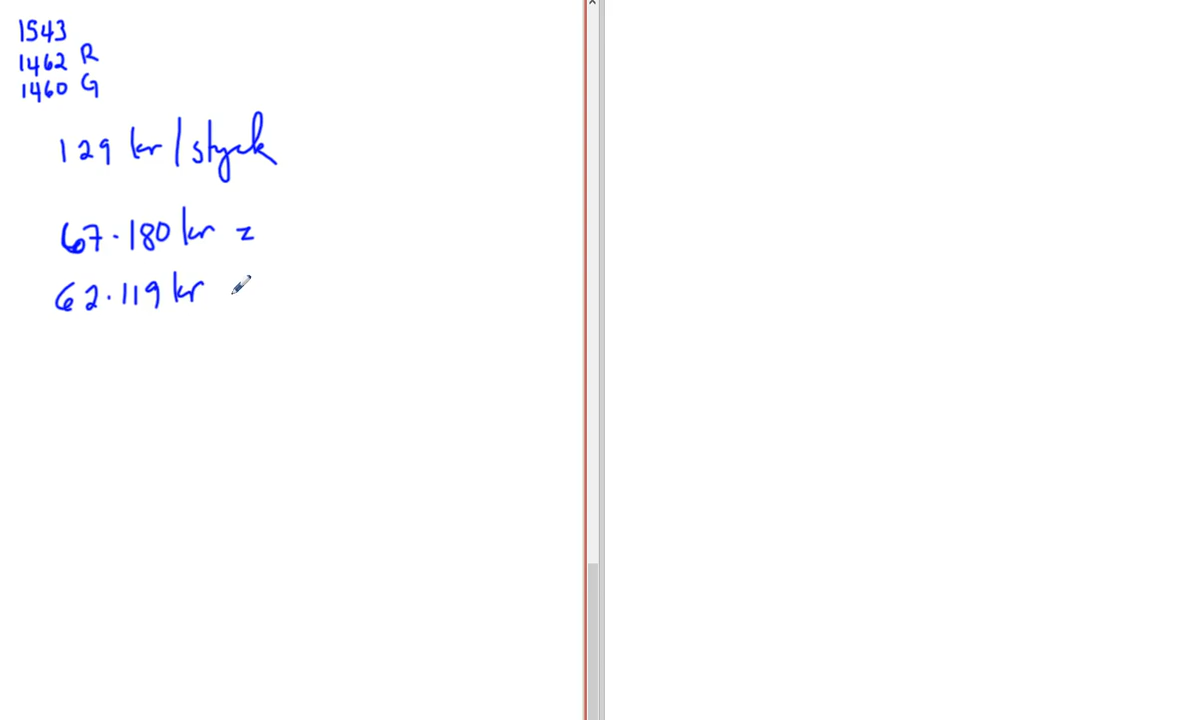 1543
1462 R
1460 G
129 kr/styck
67·180 kr =
62·119 kr